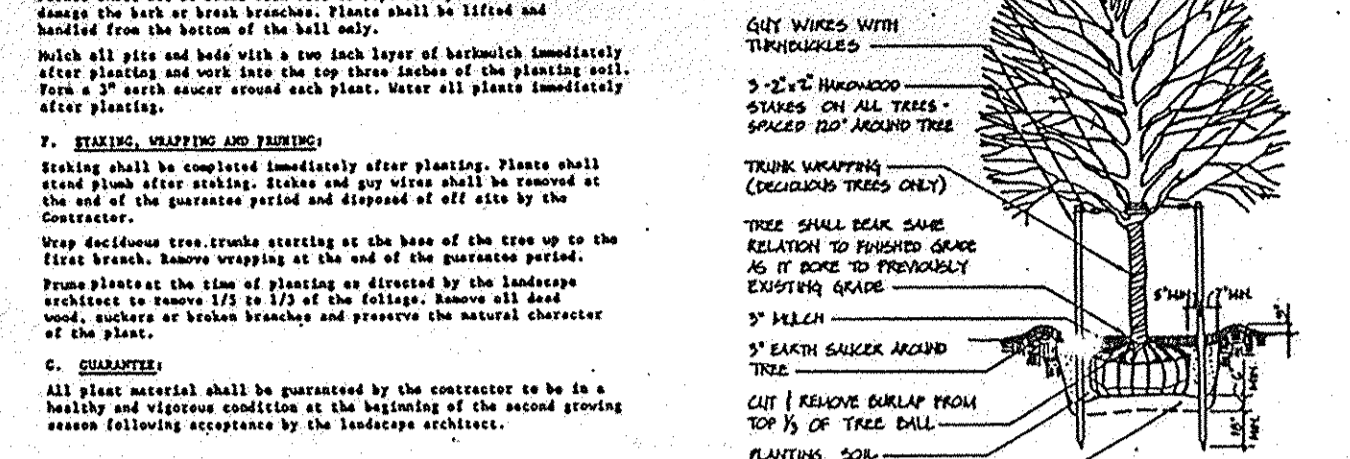 damage the bark or break branches. Plants shall be lifted and
handled from the bottom of the ball only.
Mulch all pits and beds with a two inch layer of barkmulch immediately
after planting and work into the top three inches of the planting soil.
Form a 3" earth saucer around each plant. Water all plants immediately
after planting.
F. STAKING, WRAPPING AND PRUNING:
Staking shall be completed immediately after planting. Plants shall
stand plumb after staking. Stakes and guy wires shall be removed at
the end of the guarantee period and disposed of off site by the
Contractor.
Wrap deciduous tree trunks starting at the base of the tree up to the
first branch. Remove wrapping at the end of the guarantee period.
Prune plants at the time of planting as directed by the landscape
architect to remove 1/5 to 1/3 of the foliage. Remove all dead
wood, suckers or broken branches and preserve the natural character
of the plant.
G. GUARANTEE:
All plant material shall be guaranteed by the contractor to be in a
healthy and vigorous condition at the beginning of the second growing
season following acceptance by the landscape architect.
GUY WIRES WITH
TURNBUCKLES
3 - 2" x 2" HARDWOOD
STAKES ON ALL TREES -
SPACED 120° AROUND TREE
TRUNK WRAPPING
(DECIDUOUS TREES ONLY)
TREE SHALL BEAR SAME
RELATION TO FINISHED GRADE
AS IT BORE TO PREVIOUSLY
EXISTING GRADE
3" MULCH
3" EARTH SAUCER AROUND
TREE
CUT & REMOVE BURLAP FROM
TOP 1/3 OF TREE BALL
PLANTING SOIL
3"
6" MIN.
18" MIN.